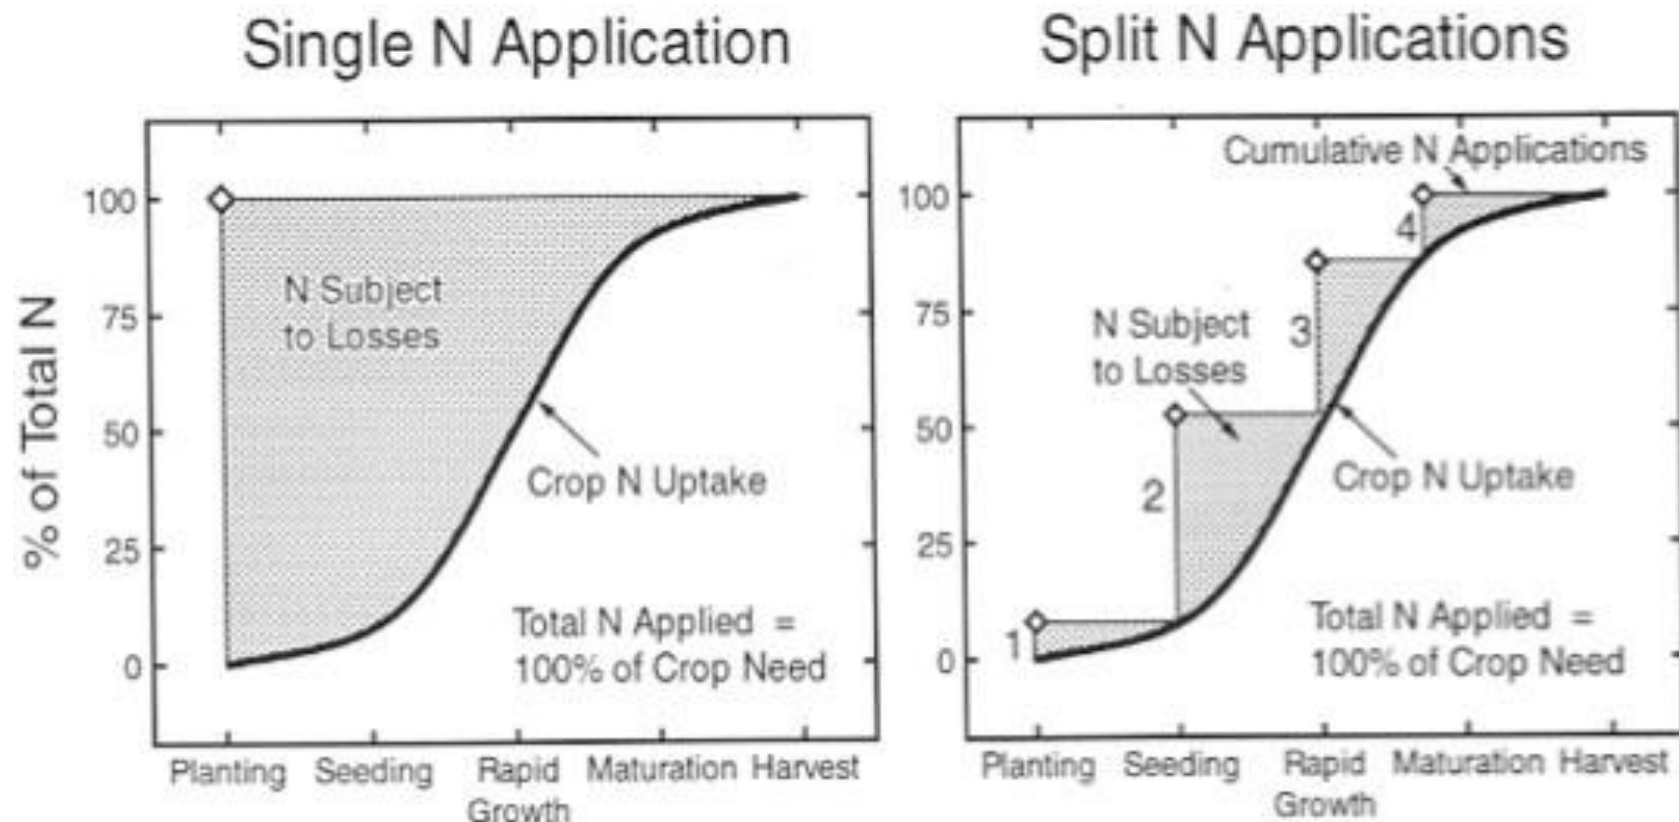 Single N Application
% of Total N
100
75
50
25
0
N Subject
to Losses
Crop N Uptake
Total N Applied =
100% of Crop Need
Planting
Seeding
Rapid
Growth
Maturation
Harvest
Split N Applications
100
75
50
25
0
Cumulative N Applications
4
3
N Subject
to Losses
2
Crop N Uptake
1
Total N Applied =
100% of Crop Need
Planting
Seeding
Rapid
Growth
Maturation
Harvest